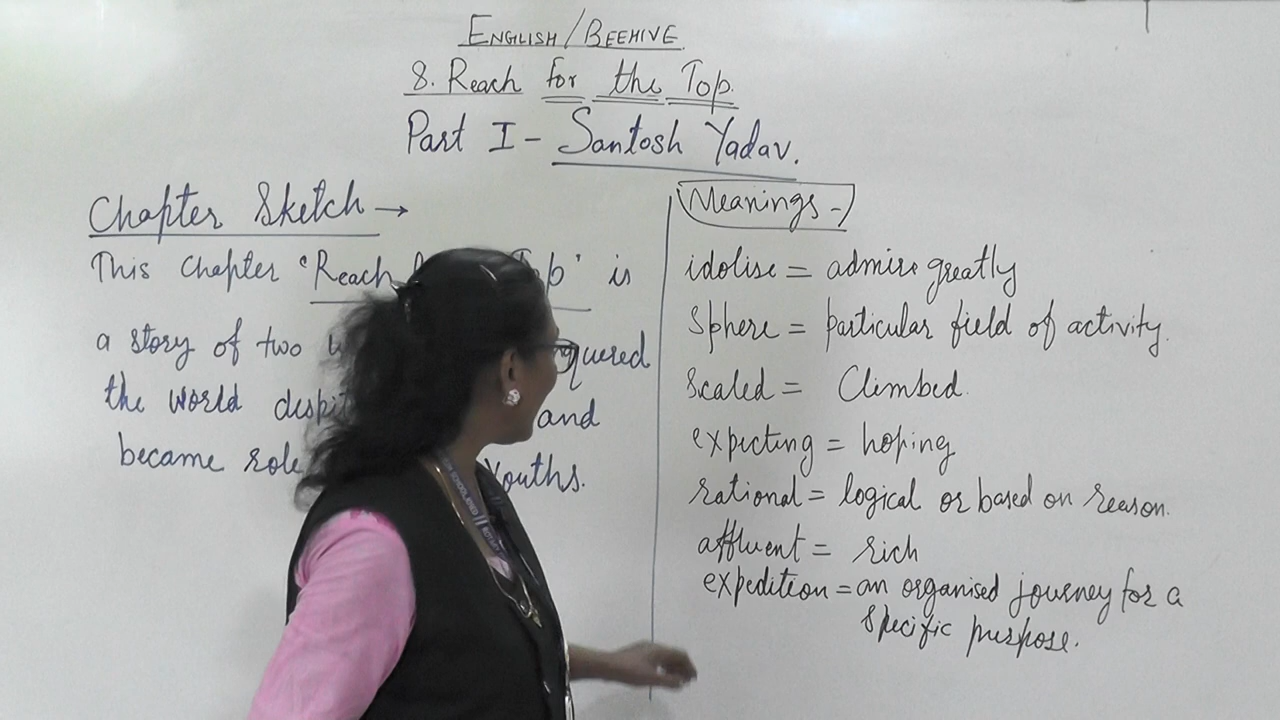 ENGLISH/BEEHIVE
8. Reach for the Top.
Part I - Santosh Yadav.
Chapter Sketch →
This Chapter 'Reach Top' is
a story of two
the world and
became role Youths.
Meanings -
idolise = admire greatly
Sphere = particular field of activity.
Scaled = Climbed.
expecting = hoping
rational = logical or based on reason.
affluent = rich
expedition = an organised journey for a
specific purpose.